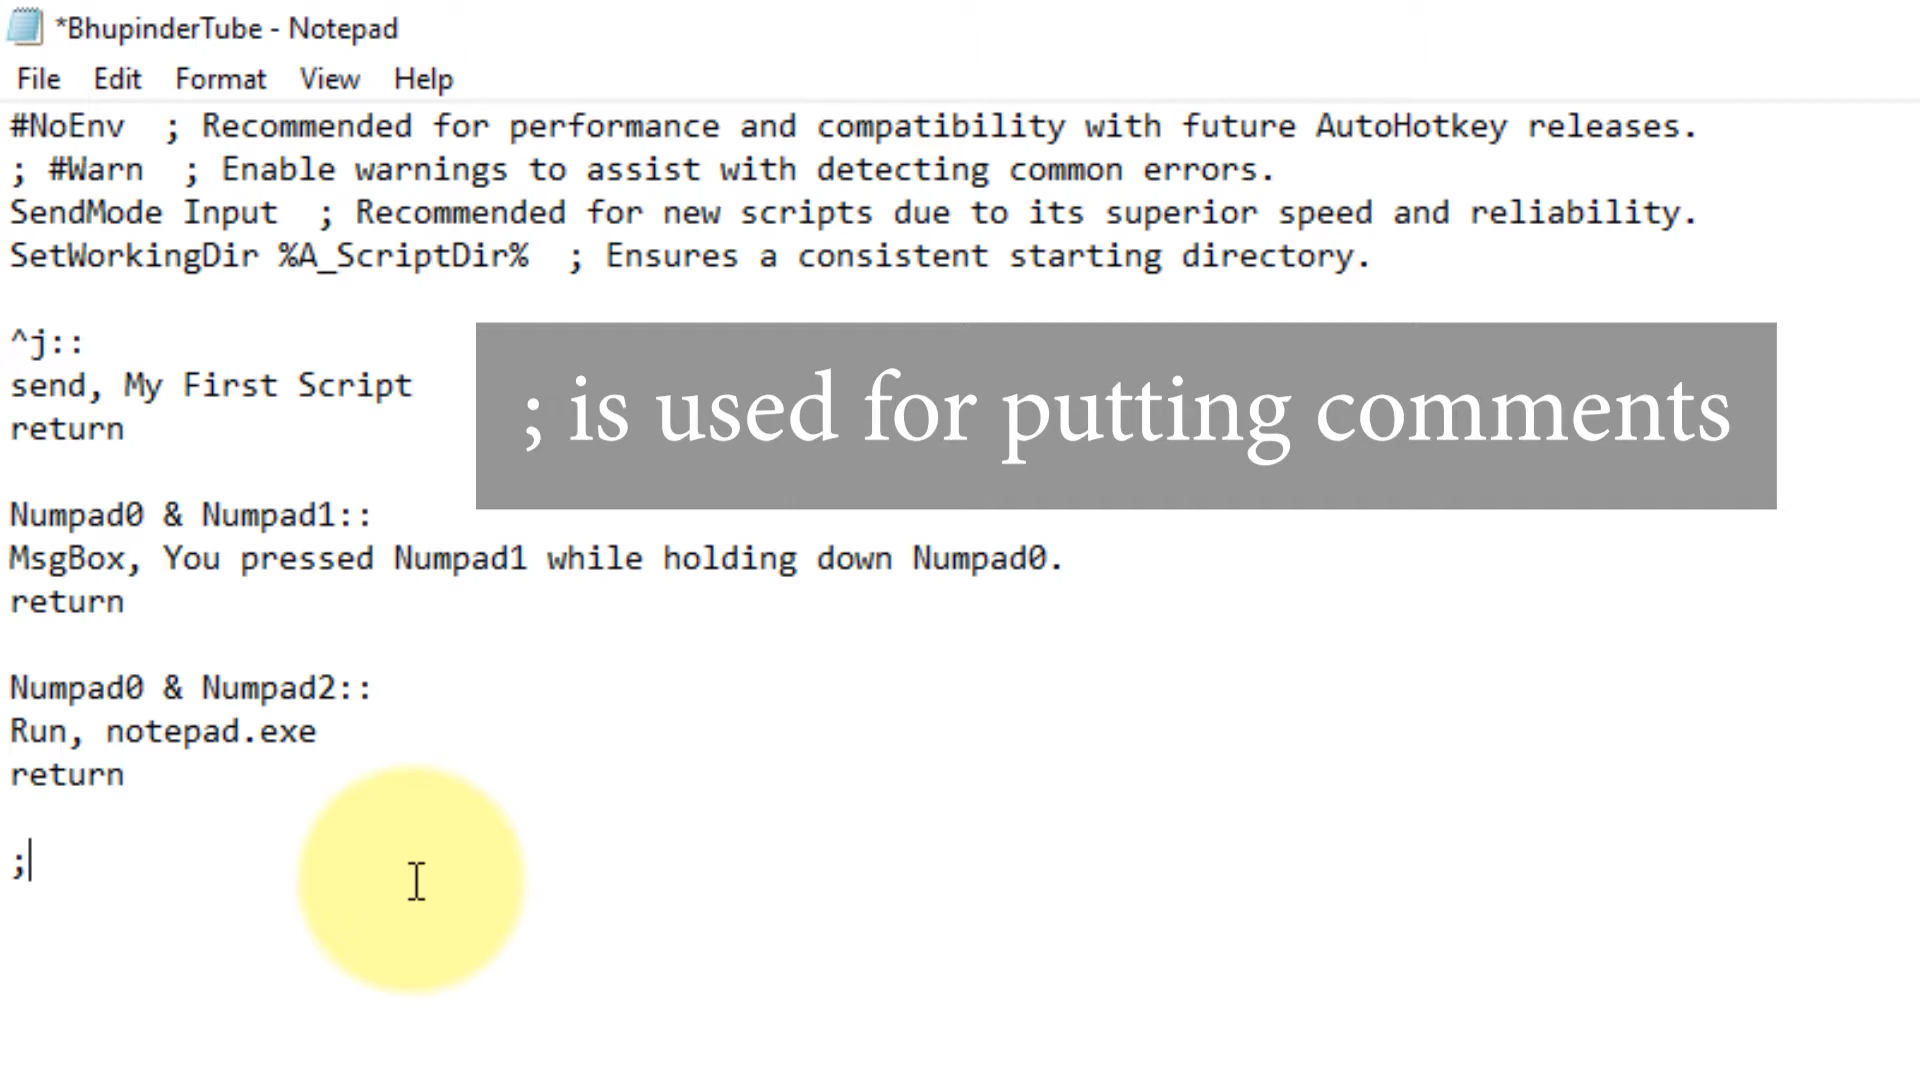 *BhupinderTube - Notepad
File Edit Format View Help
#NoEnv  ; Recommended for performance and compatibility with future AutoHotkey releases.
; #Warn  ; Enable warnings to assist with detecting common errors.
SendMode Input  ; Recommended for new scripts due to its superior speed and reliability.
SetWorkingDir %A_ScriptDir%  ; Ensures a consistent starting directory.
^j::
send, My First Script
return
; is used for putting comments
Numpad0 & Numpad1::
MsgBox, You pressed Numpad1 while holding down Numpad0.
return
Numpad0 & Numpad2::
Run, notepad.exe
return
;